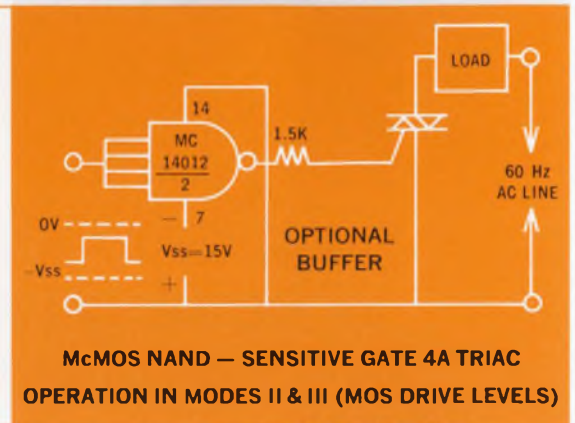 LOAD
14
MC
14012
2
1.5K
60 Hz
AC LINE
7
0V
Vss=15V
-Vss
OPTIONAL
BUFFER
McMOS NAND — SENSITIVE GATE 4A TRIAC
OPERATION IN MODES II & III (MOS DRIVE LEVELS)